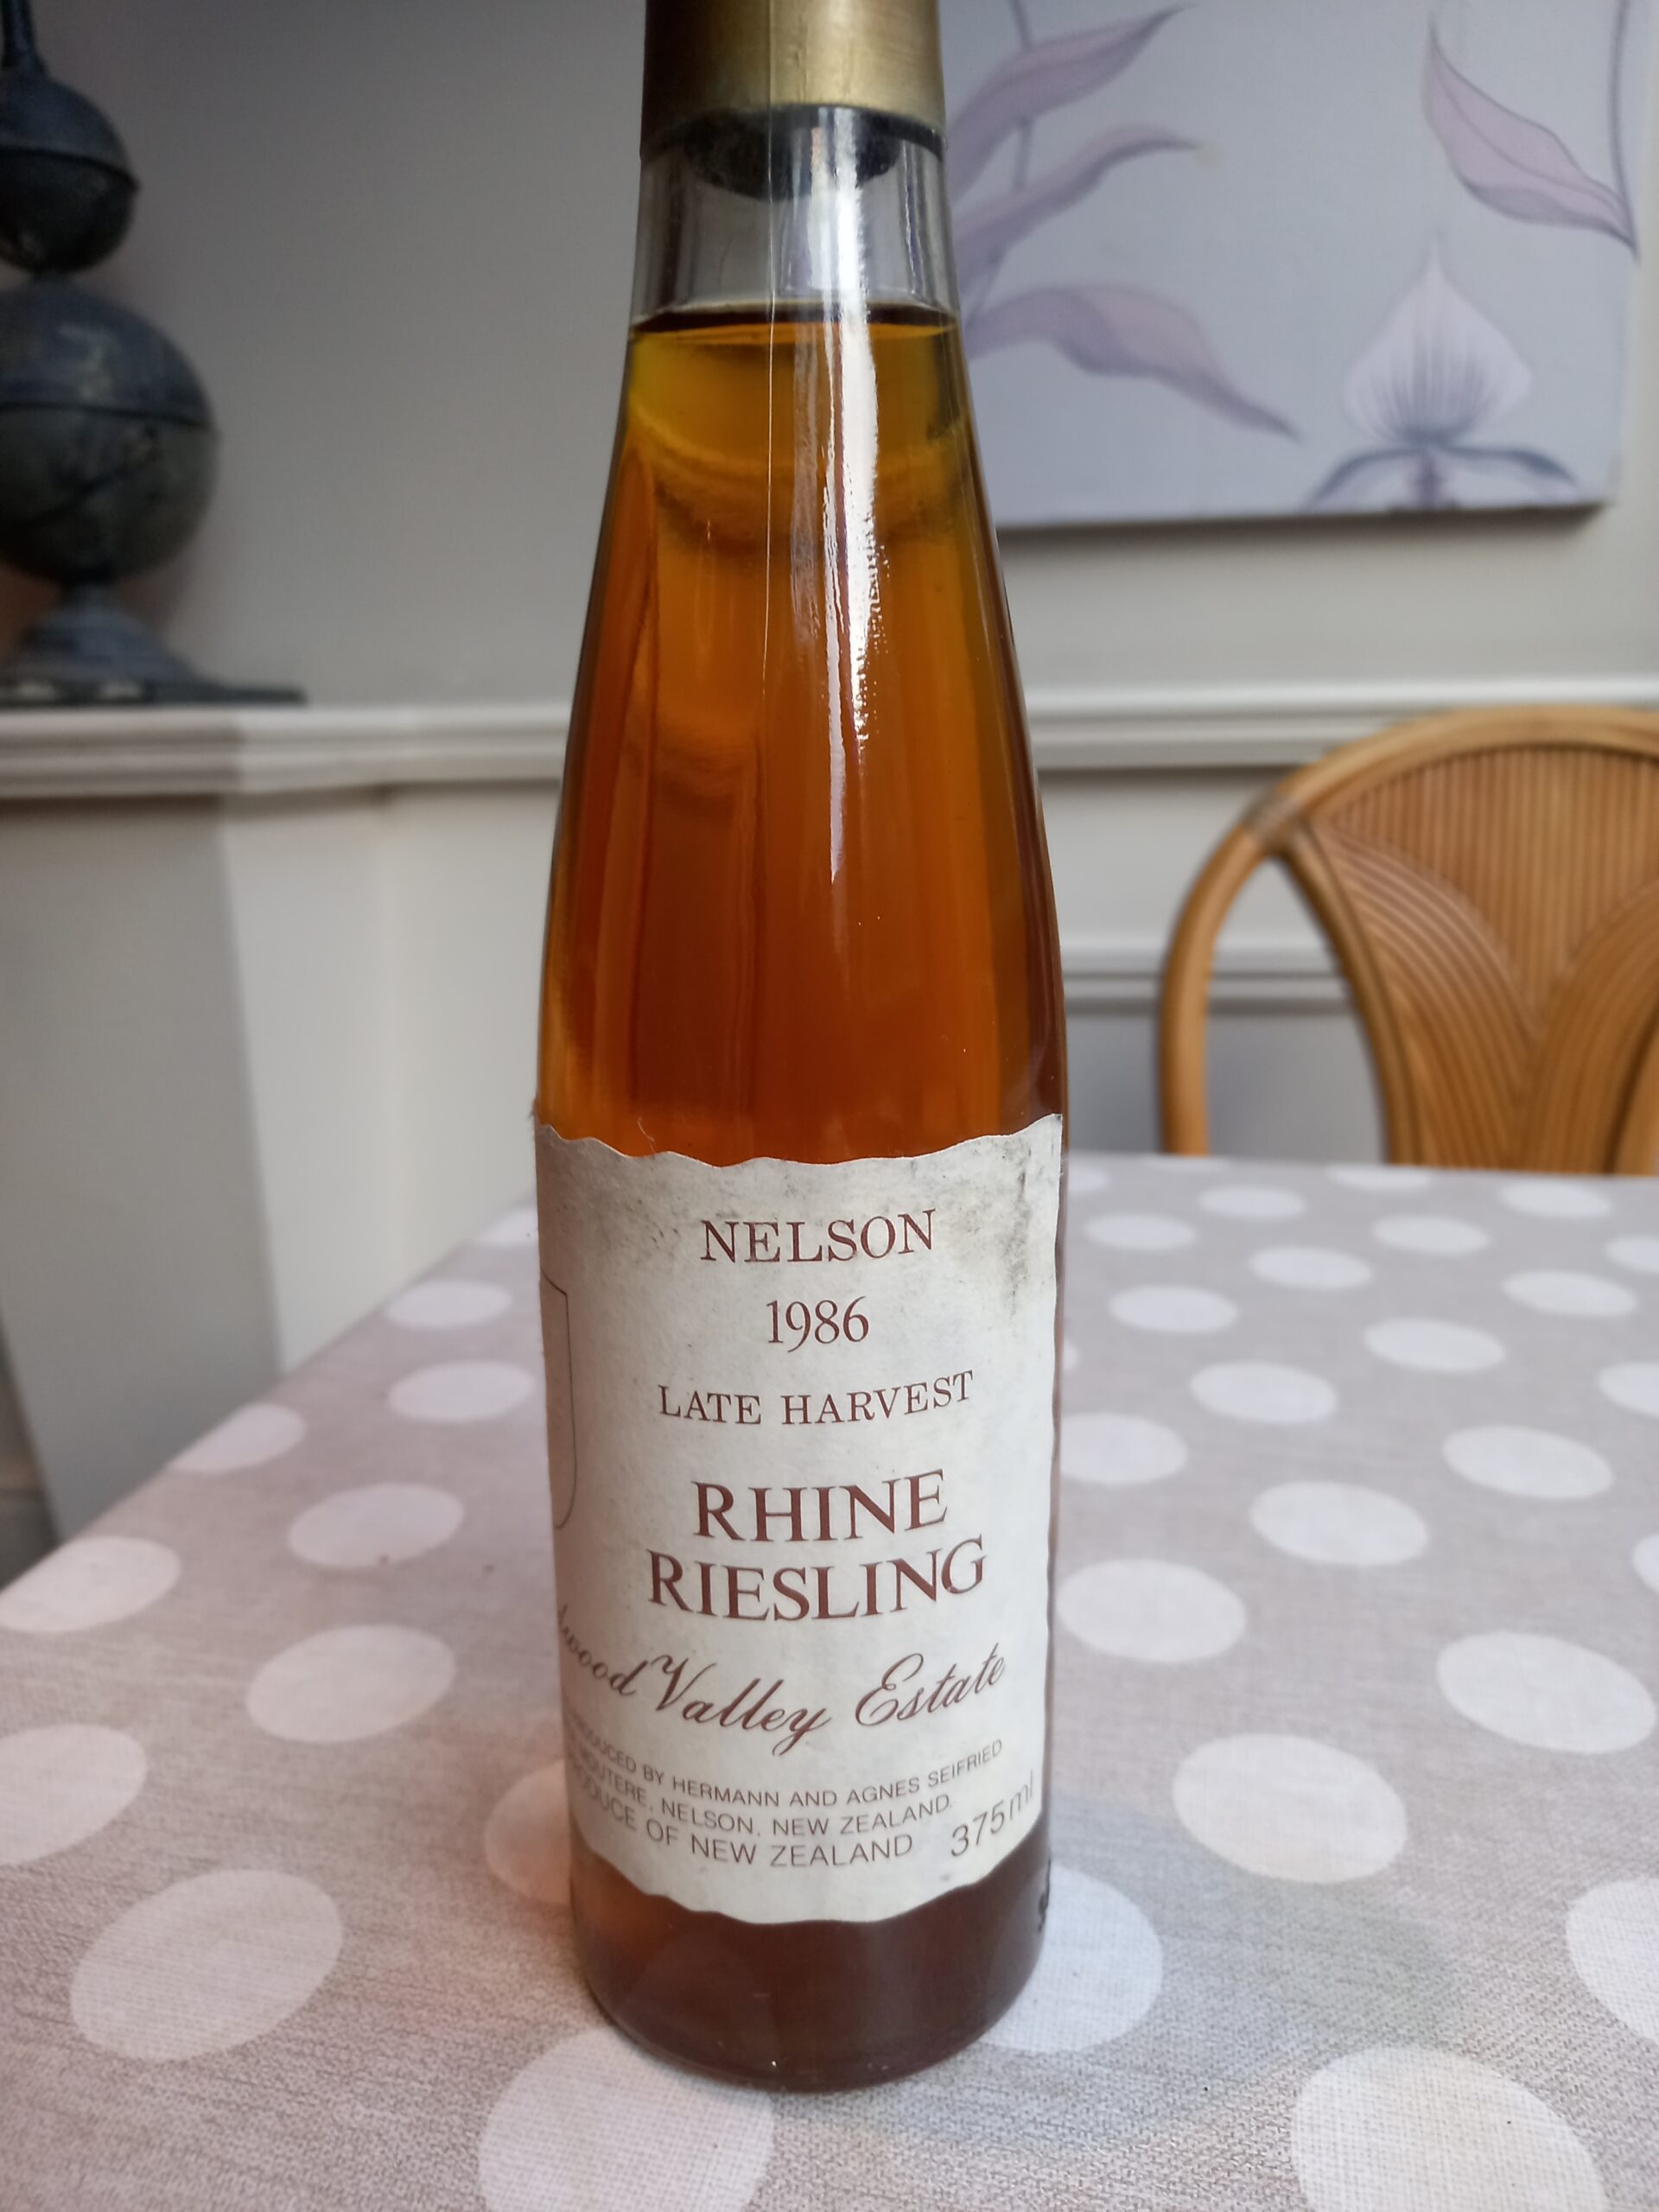 NELSON
1986
LATE HARVEST
RHINE
RIESLING
Valley Estate
BY HERMANN AND AGNES SEIFRIED
NELSON, NEW ZEALAND.
OF NEW ZEALAND 375ml